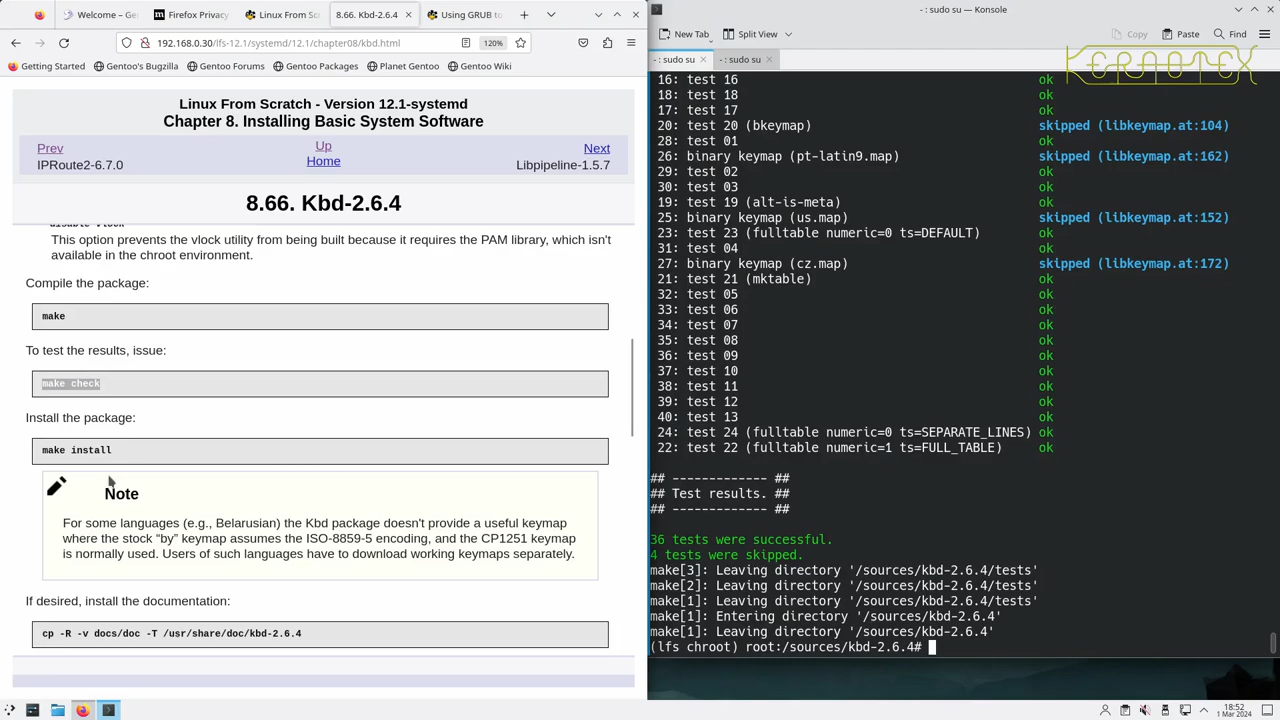 Welcome – Ge
Firefox Privacy
Linux From Scr
8.66. Kbd-2.6.4
Using GRUB to
192.168.0.30/lfs-12.1/systemd/12.1/chapter08/kbd.html
120%
Getting Started
Gentoo's Bugzilla
Gentoo Forums
Gentoo Packages
Planet Gentoo
Gentoo Wiki
Linux From Scratch - Version 12.1-systemd
Chapter 8. Installing Basic System Software
Prev
Up
Next
IPRoute2-6.7.0
Home
Libpipeline-1.5.7
8.66. Kbd-2.6.4
disable-vlock
This option prevents the vlock utility from being built because it requires the PAM library, which isn't
available in the chroot environment.
Compile the package:
make
To test the results, issue:
make check
Install the package:
make install
Note
For some languages (e.g., Belarusian) the Kbd package doesn't provide a useful keymap
where the stock “by” keymap assumes the ISO-8859-5 encoding, and the CP1251 keymap
is normally used. Users of such languages have to download working keymaps separately.
If desired, install the documentation:
cp -R -v docs/doc -T /usr/share/doc/kbd-2.6.4
- : sudo su — Konsole
New Tab
Split View
Copy
Paste
Find
- : sudo su
- : sudo su
KERNOTEX
16: test 16 ok
18: test 18 ok
17: test 17 ok
20: test 20 (bkeymap) skipped (libkeymap.at:104)
28: test 01 ok
26: binary keymap (pt-latin9.map) skipped (libkeymap.at:162)
29: test 02 ok
30: test 03 ok
19: test 19 (alt-is-meta) ok
25: binary keymap (us.map) skipped (libkeymap.at:152)
23: test 23 (fulltable numeric=0 ts=DEFAULT) ok
31: test 04 ok
27: binary keymap (cz.map) skipped (libkeymap.at:172)
21: test 21 (mktable) ok
32: test 05 ok
33: test 06 ok
34: test 07 ok
35: test 08 ok
36: test 09 ok
37: test 10 ok
38: test 11 ok
39: test 12 ok
40: test 13 ok
24: test 24 (fulltable numeric=0 ts=SEPARATE_LINES) ok
22: test 22 (fulltable numeric=1 ts=FULL_TABLE) ok
## ------------- ##
## Test results. ##
## ------------- ##
36 tests were successful.
4 tests were skipped.
make[3]: Leaving directory '/sources/kbd-2.6.4/tests'
make[2]: Leaving directory '/sources/kbd-2.6.4/tests'
make[1]: Leaving directory '/sources/kbd-2.6.4/tests'
make[1]: Entering directory '/sources/kbd-2.6.4'
make[1]: Leaving directory '/sources/kbd-2.6.4'
(lfs chroot) root:/sources/kbd-2.6.4#
18:52
1 Mar 2024